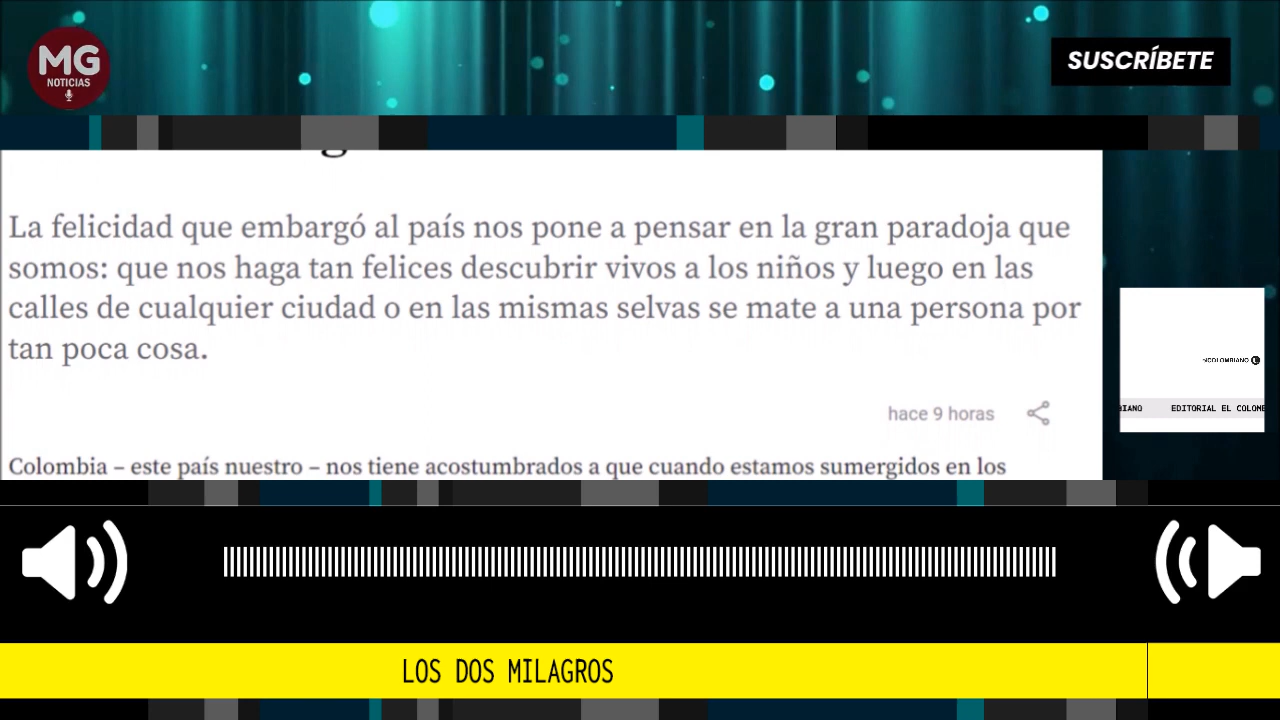 MG
NOTICIAS
SUSCRÍBETE
La felicidad que embargó al país nos pone a pensar en la gran paradoja que
somos: que nos haga tan felices descubrir vivos a los niños y luego en las
calles de cualquier ciudad o en las mismas selvas se mate a una persona por
tan poca cosa.
hace 9 horas
Colombia – este país nuestro – nos tiene acostumbrados a que cuando estamos sumergidos en los
EDITORIAL EL
LOS DOS MILAGROS